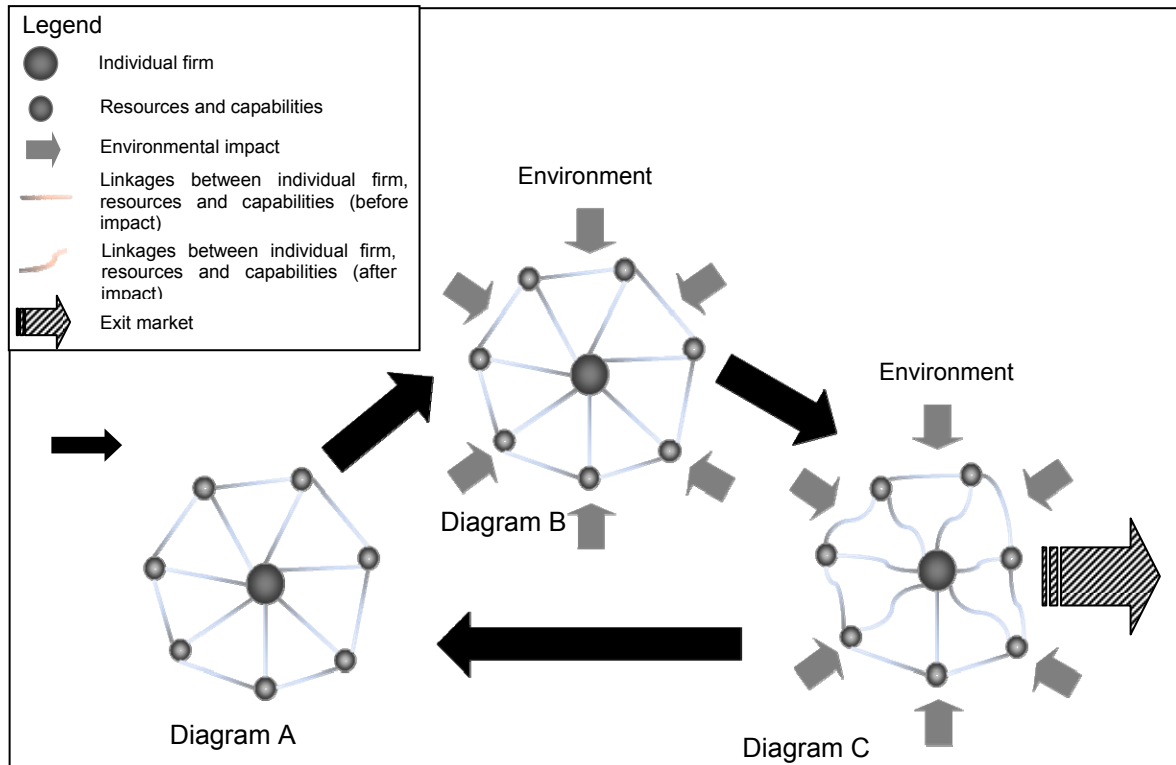 Legend
Individual firm
Resources and capabilities
Environmental impact
Linkages between individual firm,
resources and capabilities (before
impact)
Linkages between individual firm,
resources and capabilities (after
impact)
Exit market
Environment
Environment
Diagram B
Diagram A
Diagram C